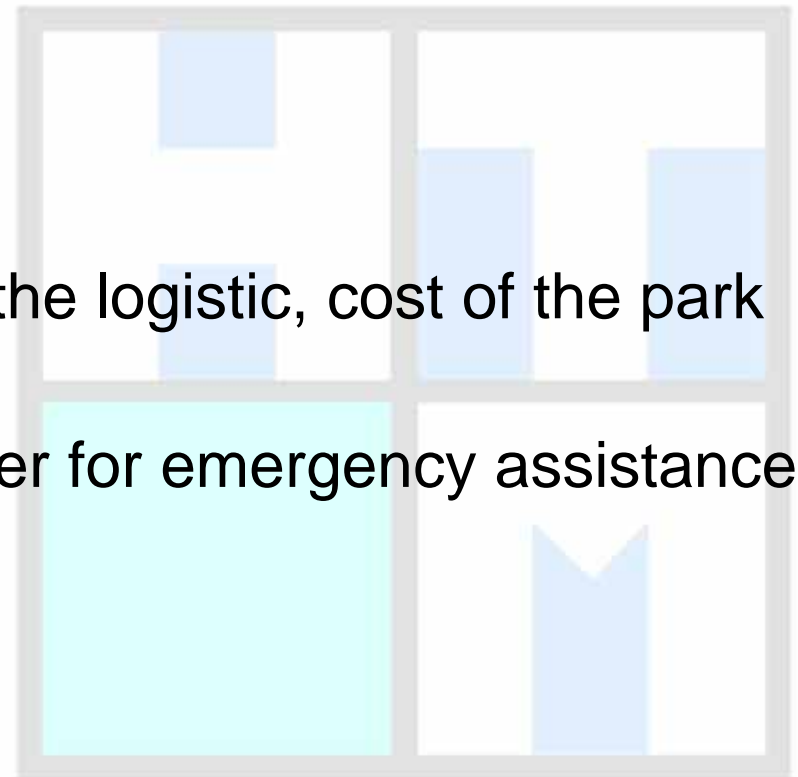 the logistic, cost of the park
er for emergency assistance